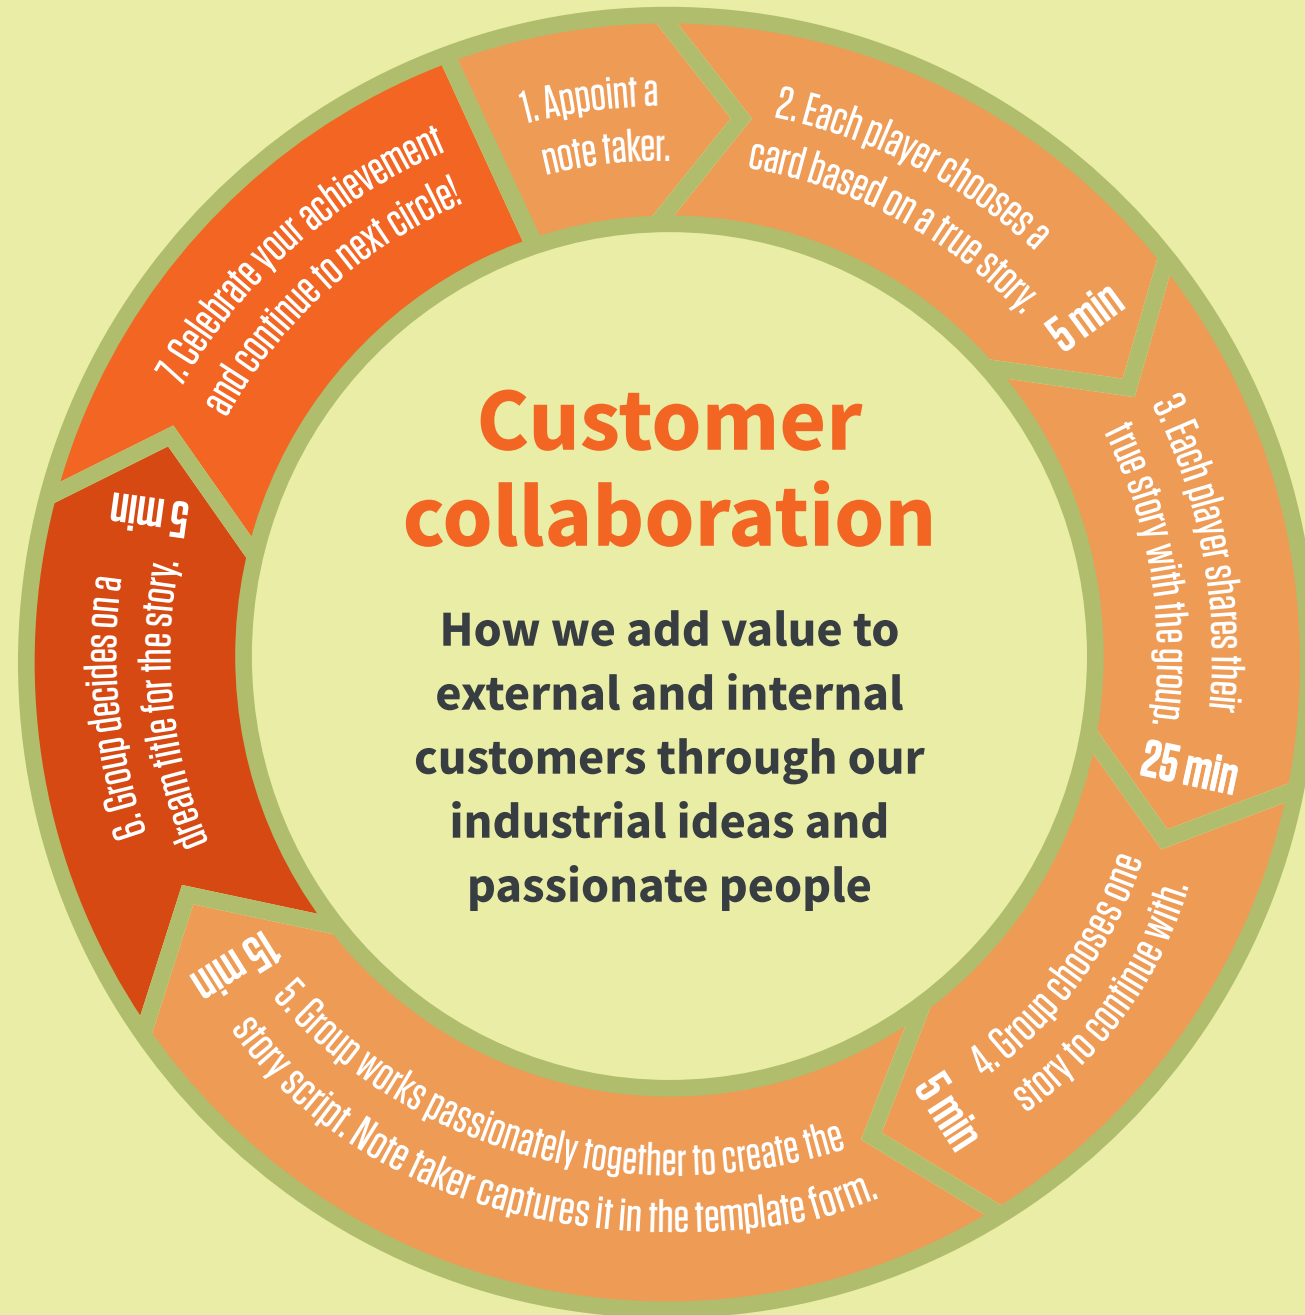 1. Appoint a
note taker.
2. Each player chooses a
card based on a true story.
5 min
3. Each player shares their
true story with the group.
25 min
4. Group chooses one
story to continue with.
5 min
5. Group works passionately together to create the
story script. Note taker captures it in the template form.
15 min
6. Group decides on a
dream title for the story.
5 min
7. Celebrate your achievement
and continue to next circle!
Customer
collaboration
How we add value to
external and internal
customers through our
industrial ideas and
passionate people